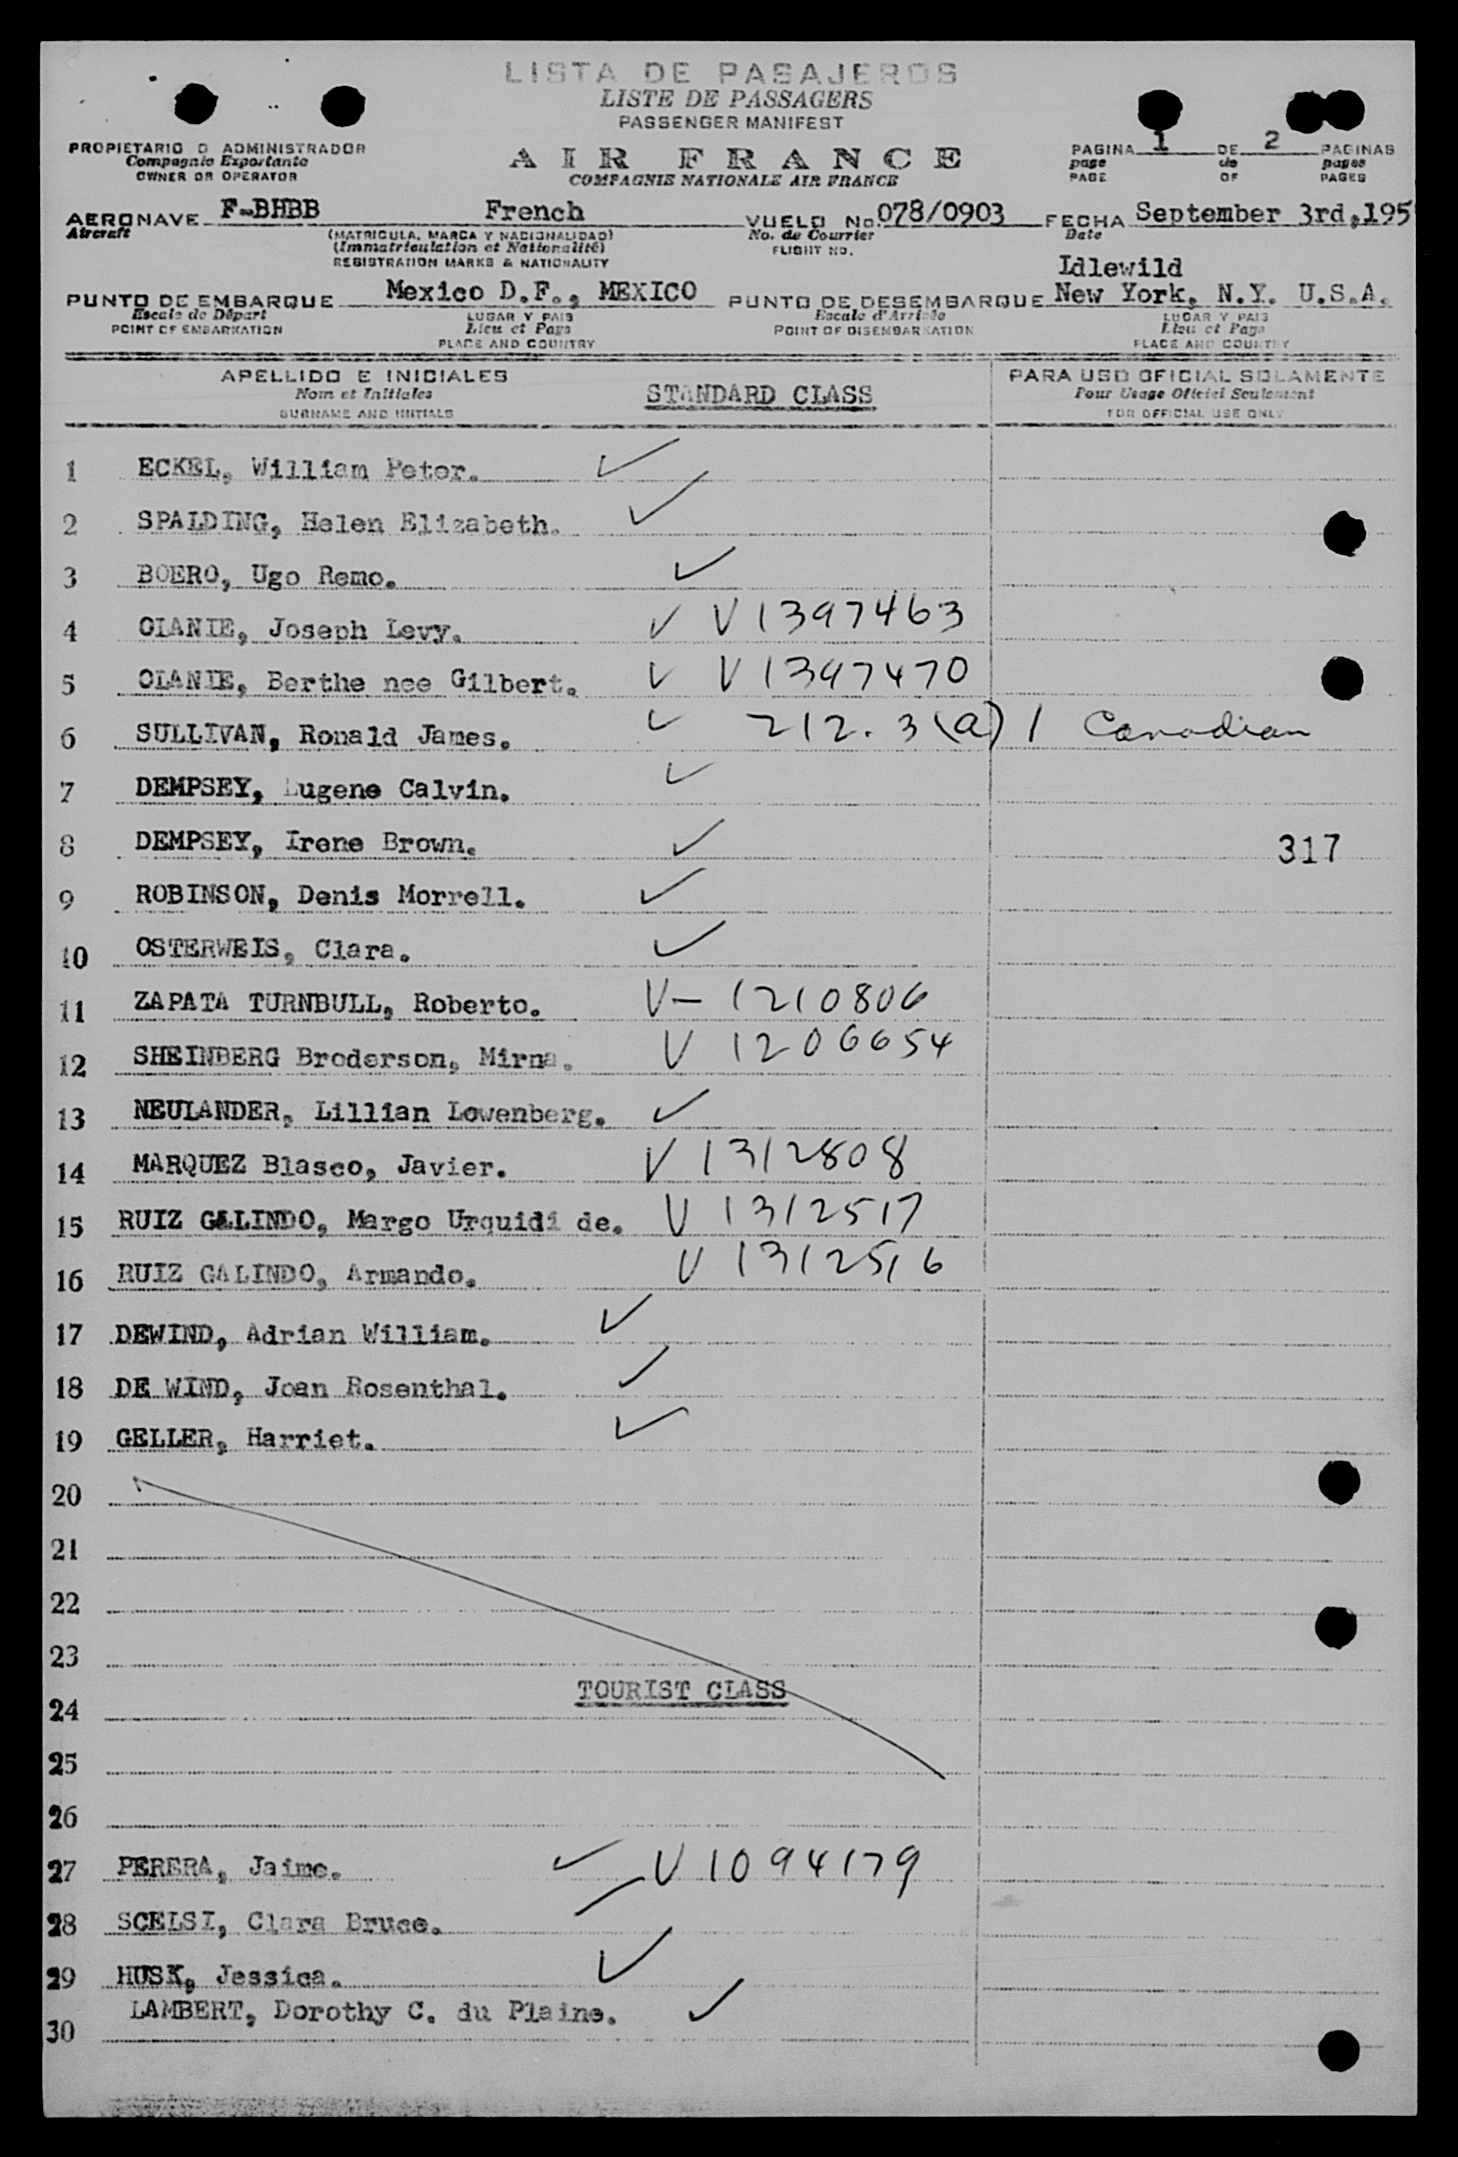 LISTA DE PASAJEROS
LISTE DE PASSAGERS
PASSENGER MANIFEST
PROPIETARIO O ADMINISTRADOR
Compagnie Exportante
OWNER OR OPERATOR
AIR FRANCE
COMPAGNIE NATIONALE AIR FRANCE
PAGINA 1 DE 2 PAGINAS
page de pages
PAGE OF PAGES
AERONAVE F-BHBB French VUELO No. 078/0903 FECHA September 3rd,195
Aircraft (MATRICULA, MARCA Y NACIONALIDAD) No. de Courrier Date
(Immatriculation et Nationalité) FLIGHT NO.
REGISTRATION MARKS & NATIONALITY
Idlewild
PUNTO DE EMBARQUE Mexico D.F., MEXICO PUNTO DE DESEMBARQUE New York, N.Y. U.S.A.
Escale de Départ LUGAR Y PAIS Escale d'Arrivée LUGAR Y PAIS
POINT OF EMBARKATION Lieu et Pays POINT OF DISEMBARKATION Lieu et Pays
PLACE AND COUNTRY PLACE AND COUNTRY
APELLIDO E INICIALES STANDARD CLASS PARA USO OFICIAL SOLAMENTE
Nom et Initiales Pour Usage Officiel Seulement
SURNAME AND INITIALS FOR OFFICIAL USE ONLY
1 ECKEL, William Peter. ✓
2 SPALDING, Helen Elizabeth. ✓
3 BOERO, Ugo Remo. ✓
4 OLANIE, Joseph Levy. ✓ V 1397463
5 OLANIE, Berthe nee Gilbert. ✓ V 1397470
6 SULLIVAN, Ronald James. ✓ 212.3(a) 1 Canadian
7 DEMPSEY, Eugene Calvin. ✓
8 DEMPSEY, Irene Brown. ✓ 317
9 ROBINSON, Denis Morrell. ✓
10 OSTERWEIS, Clara. ✓
11 ZAPATA TURNBULL, Roberto. V- 1210806
12 SHEINBERG Broderson, Mirna. V 1206654
13 NEULANDER, Lillian Lowenberg. ✓
14 MARQUEZ Blasco, Javier. V 1312808
15 RUIZ GALINDO, Margo Urquidi de. V 1312517
16 RUIZ GALINDO, Armando. V 1312516
17 DEWIND, Adrian William. ✓
18 DE WIND, Joan Rosenthal. ✓
19 GELLER, Harriet. ✓
20
21
22
23
TOURIST CLASS
24
25
26
27 PERERA, Jaime. ✓ V 1094179
28 SCELSI, Clara Bruce. ✓
29 HUSK, Jessica. ✓
30 LAMBERT, Dorothy C. du Plaine. ✓